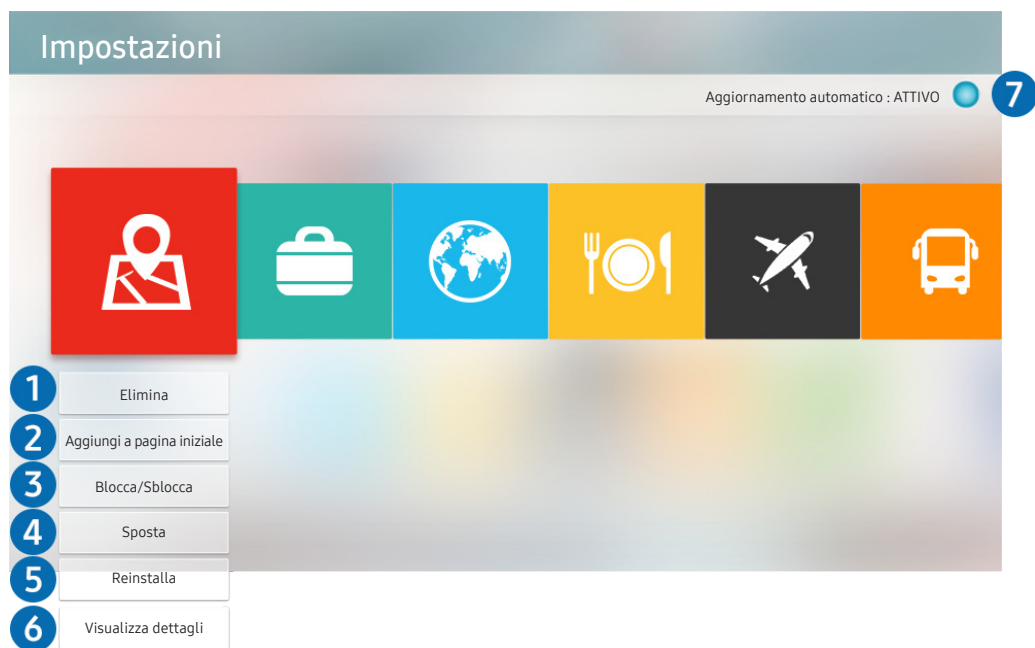 Impostazioni
Aggiornamento automatico : ATTIVO 7
1 Elimina
2 Aggiungi a pagina iniziale
3 Blocca/Sblocca
4 Sposta
5 Reinstalla
6 Visualizza dettagli